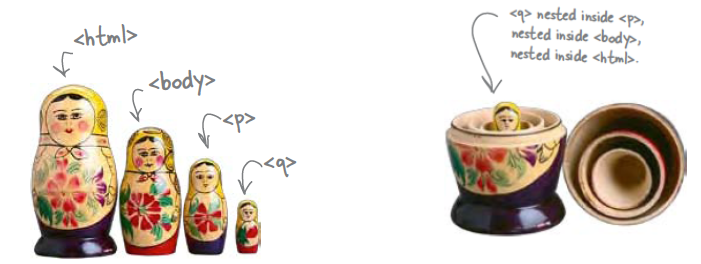 <html>
<body>
<p>
<q>
<q> nested inside <p>,
nested inside <body>,
nested inside <html>.